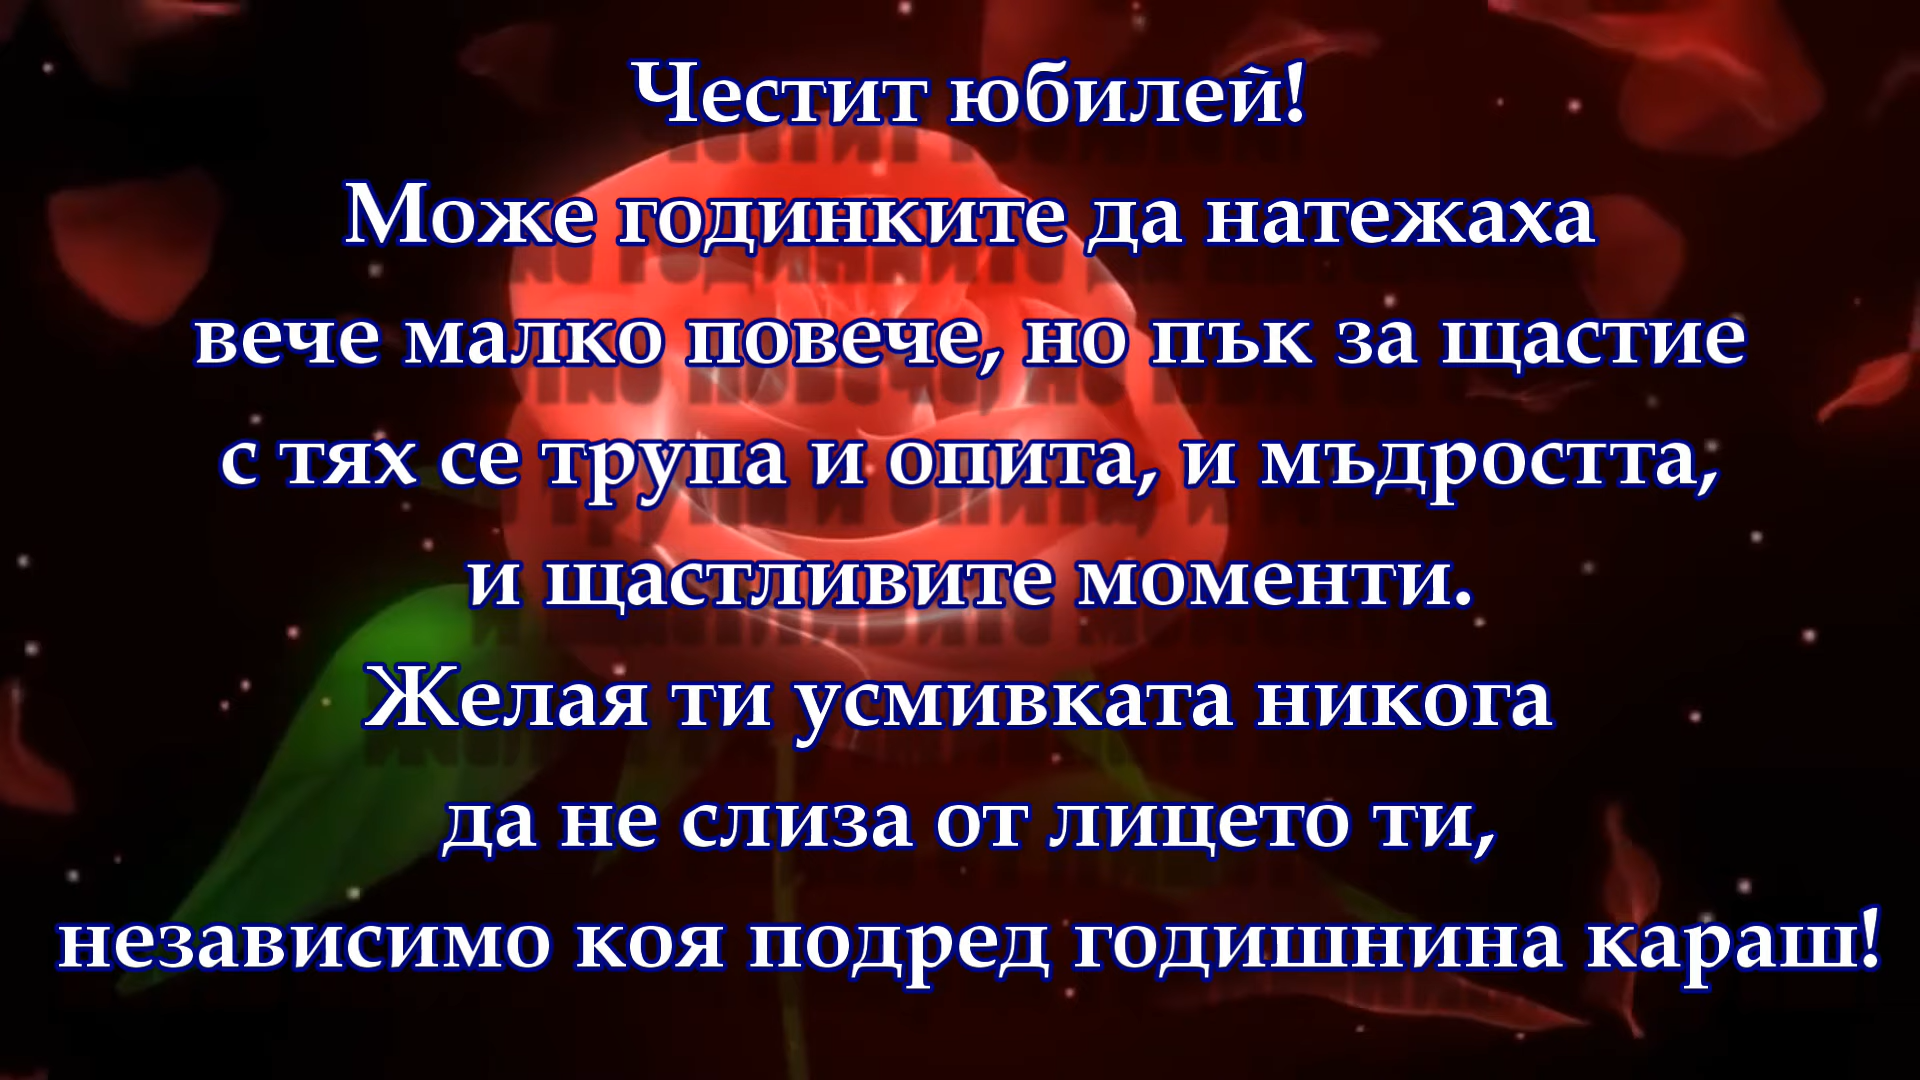 Честит юбилей!
Може годинките да натежаха
вече малко повече, но пък за щастие
с тях се трупа и опита, и мъдростта,
и щастливите моменти.
Желая ти усмивката никога
да не слиза от лицето ти,
независимо коя подред годишнина караш!